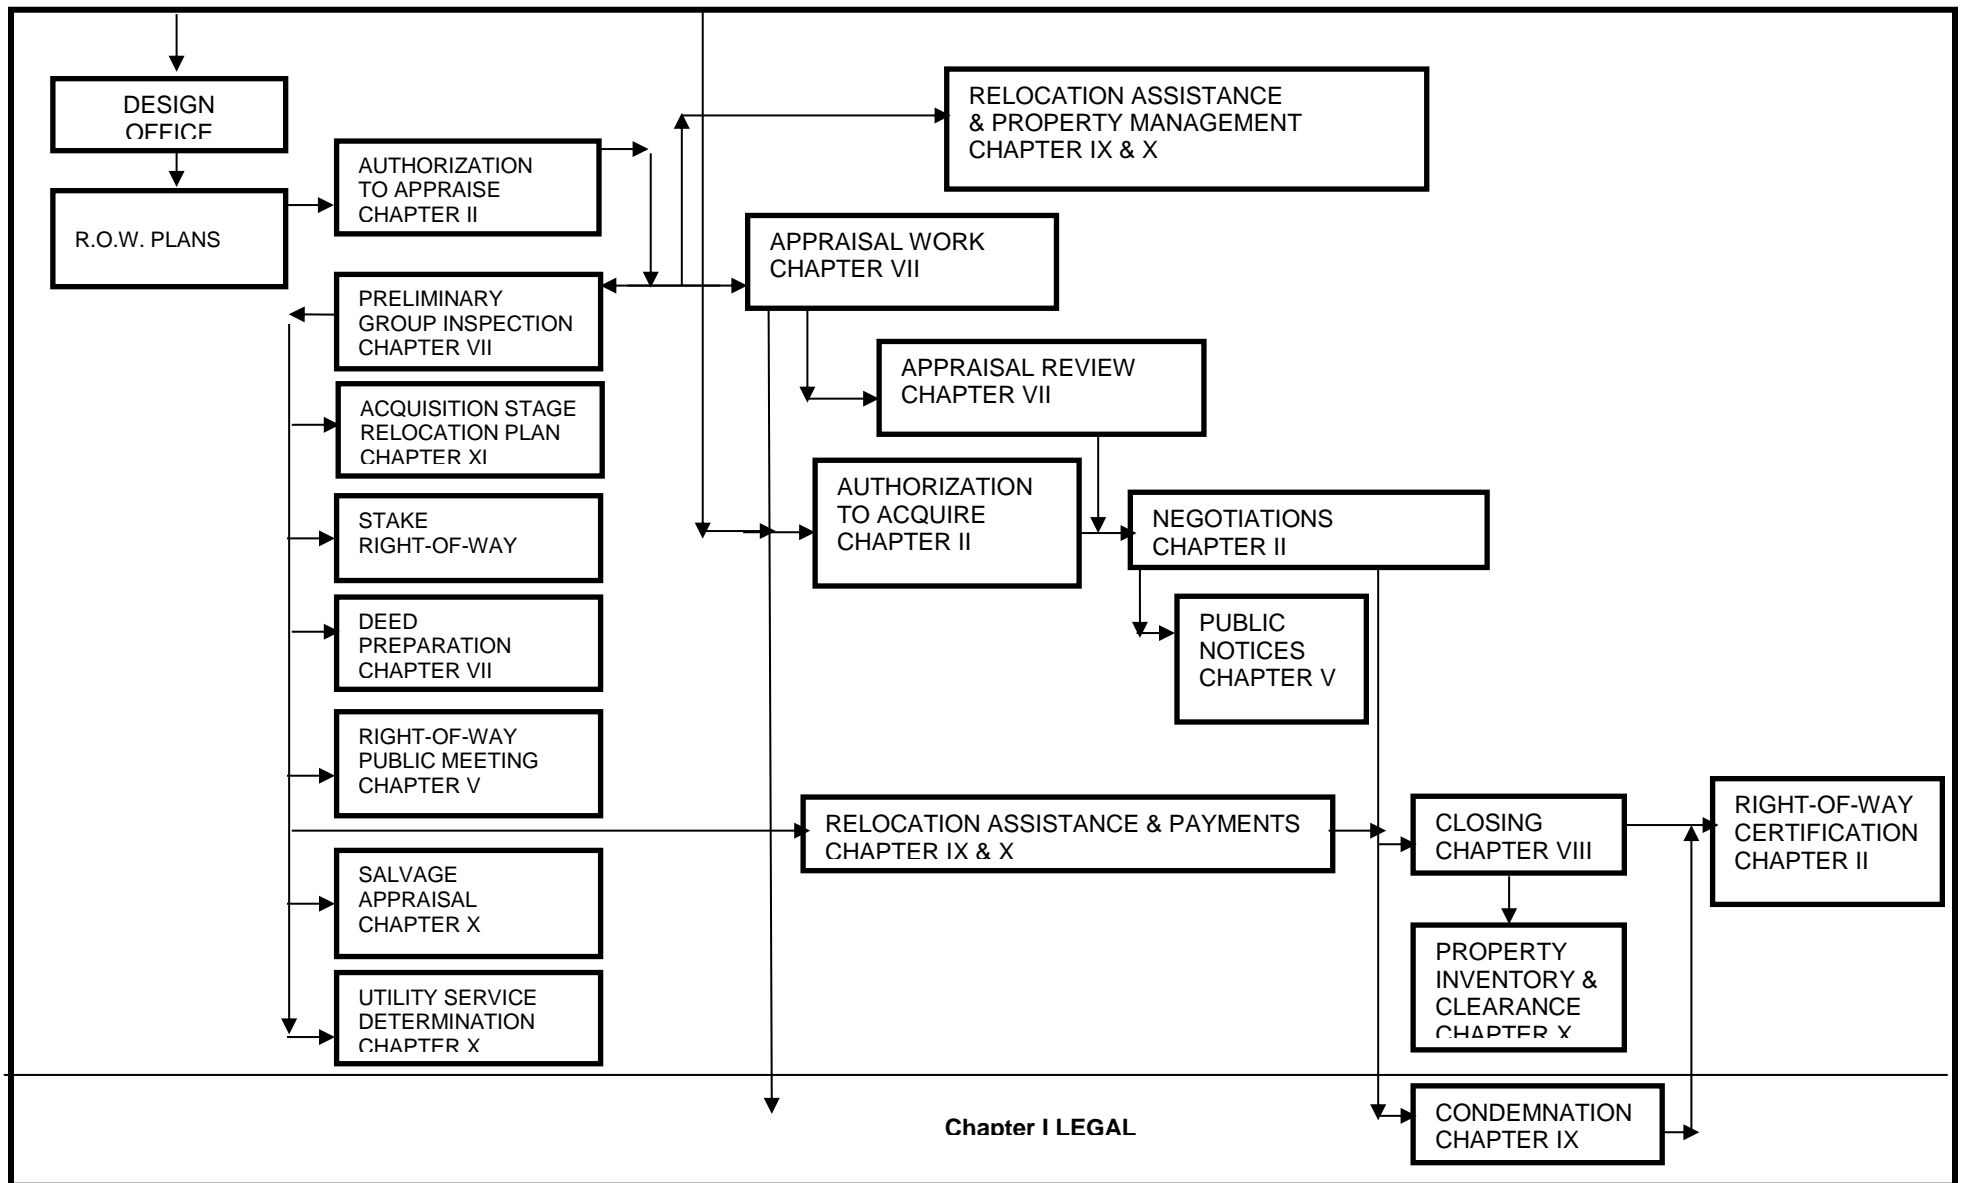 DESIGN
OFFICE
R.O.W. PLANS
AUTHORIZATION
TO APPRAISE
CHAPTER II
RELOCATION ASSISTANCE
& PROPERTY MANAGEMENT
CHAPTER IX & X
APPRAISAL WORK
CHAPTER VII
PRELIMINARY
GROUP INSPECTION
CHAPTER VII
APPRAISAL REVIEW
CHAPTER VII
ACQUISITION STAGE
RELOCATION PLAN
CHAPTER XI
AUTHORIZATION
TO ACQUIRE
CHAPTER II
NEGOTIATIONS
CHAPTER II
STAKE
RIGHT-OF-WAY
DEED
PREPARATION
CHAPTER VII
PUBLIC
NOTICES
CHAPTER V
RIGHT-OF-WAY
PUBLIC MEETING
CHAPTER V
RELOCATION ASSISTANCE & PAYMENTS
CHAPTER IX & X
CLOSING
CHAPTER VIII
RIGHT-OF-WAY
CERTIFICATION
CHAPTER II
SALVAGE
APPRAISAL
CHAPTER X
PROPERTY
INVENTORY &
CLEARANCE
CHAPTER X
UTILITY SERVICE
DETERMINATION
CHAPTER X
Chapter I LEGAL
CONDEMNATION
CHAPTER IX